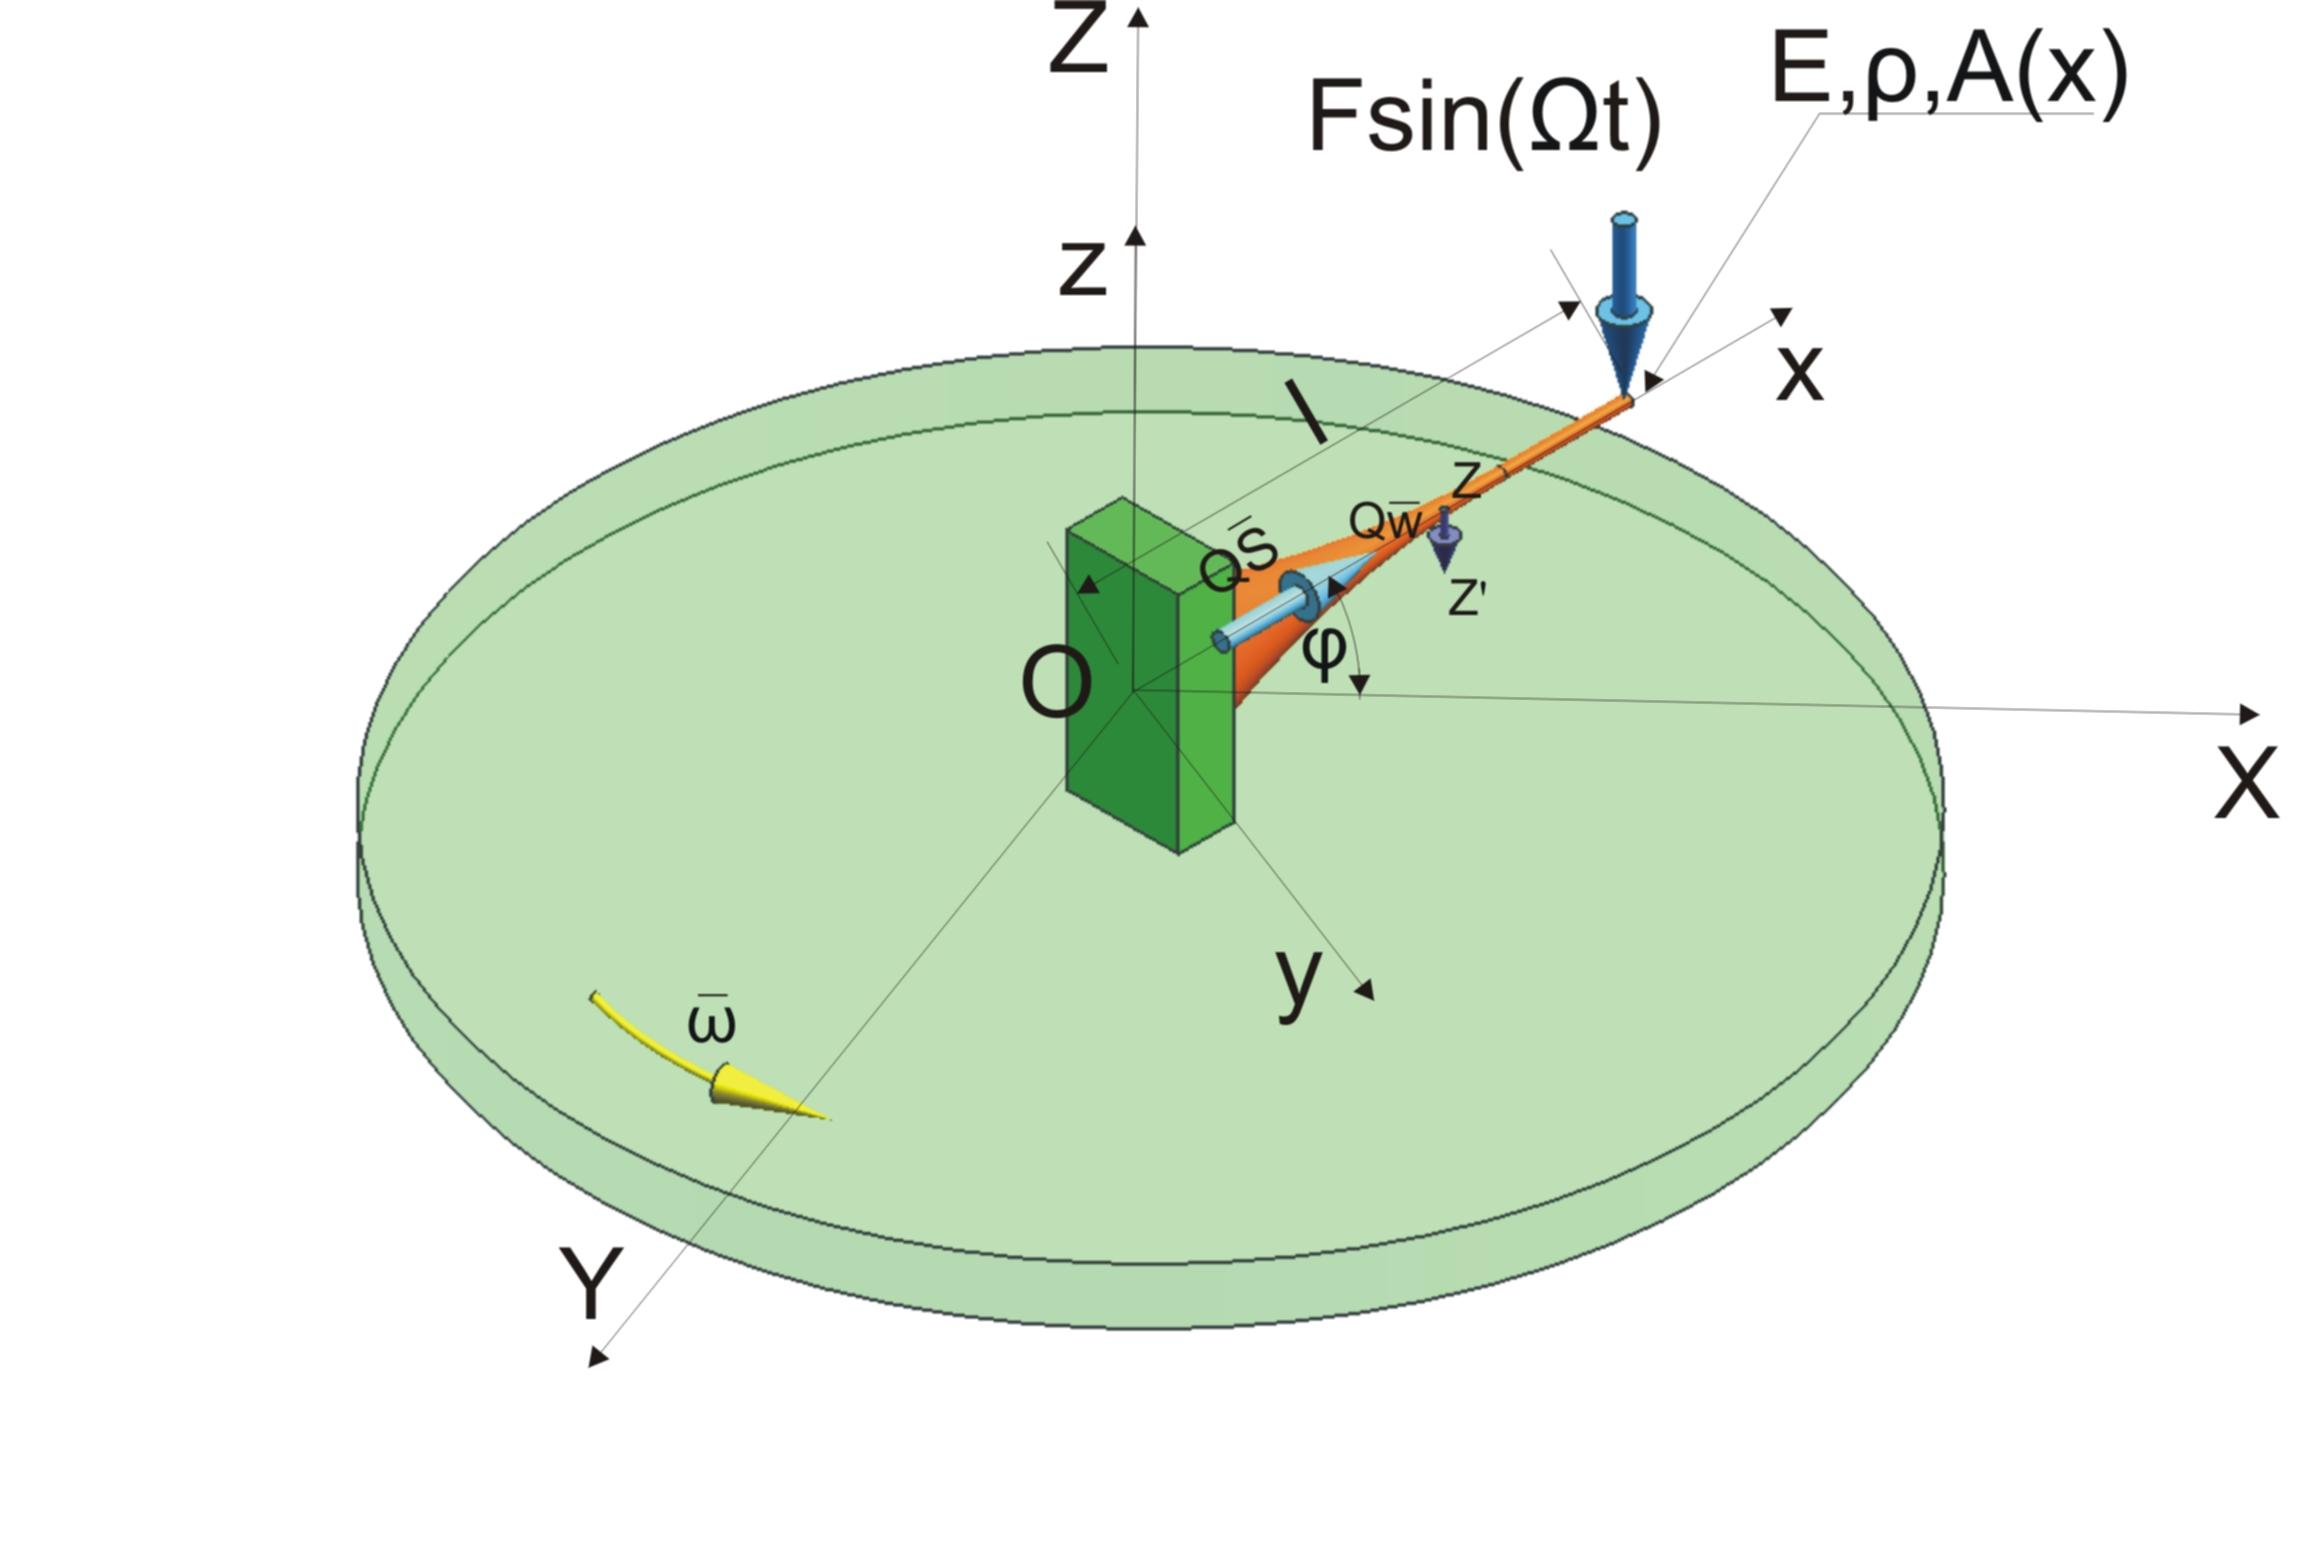 Z
E,ρ,A(x)
Fsin(Ωt)
z
x
l
Z
Qw̅
Qs̅
Z'
φ
O
X
y
ω̅
Y